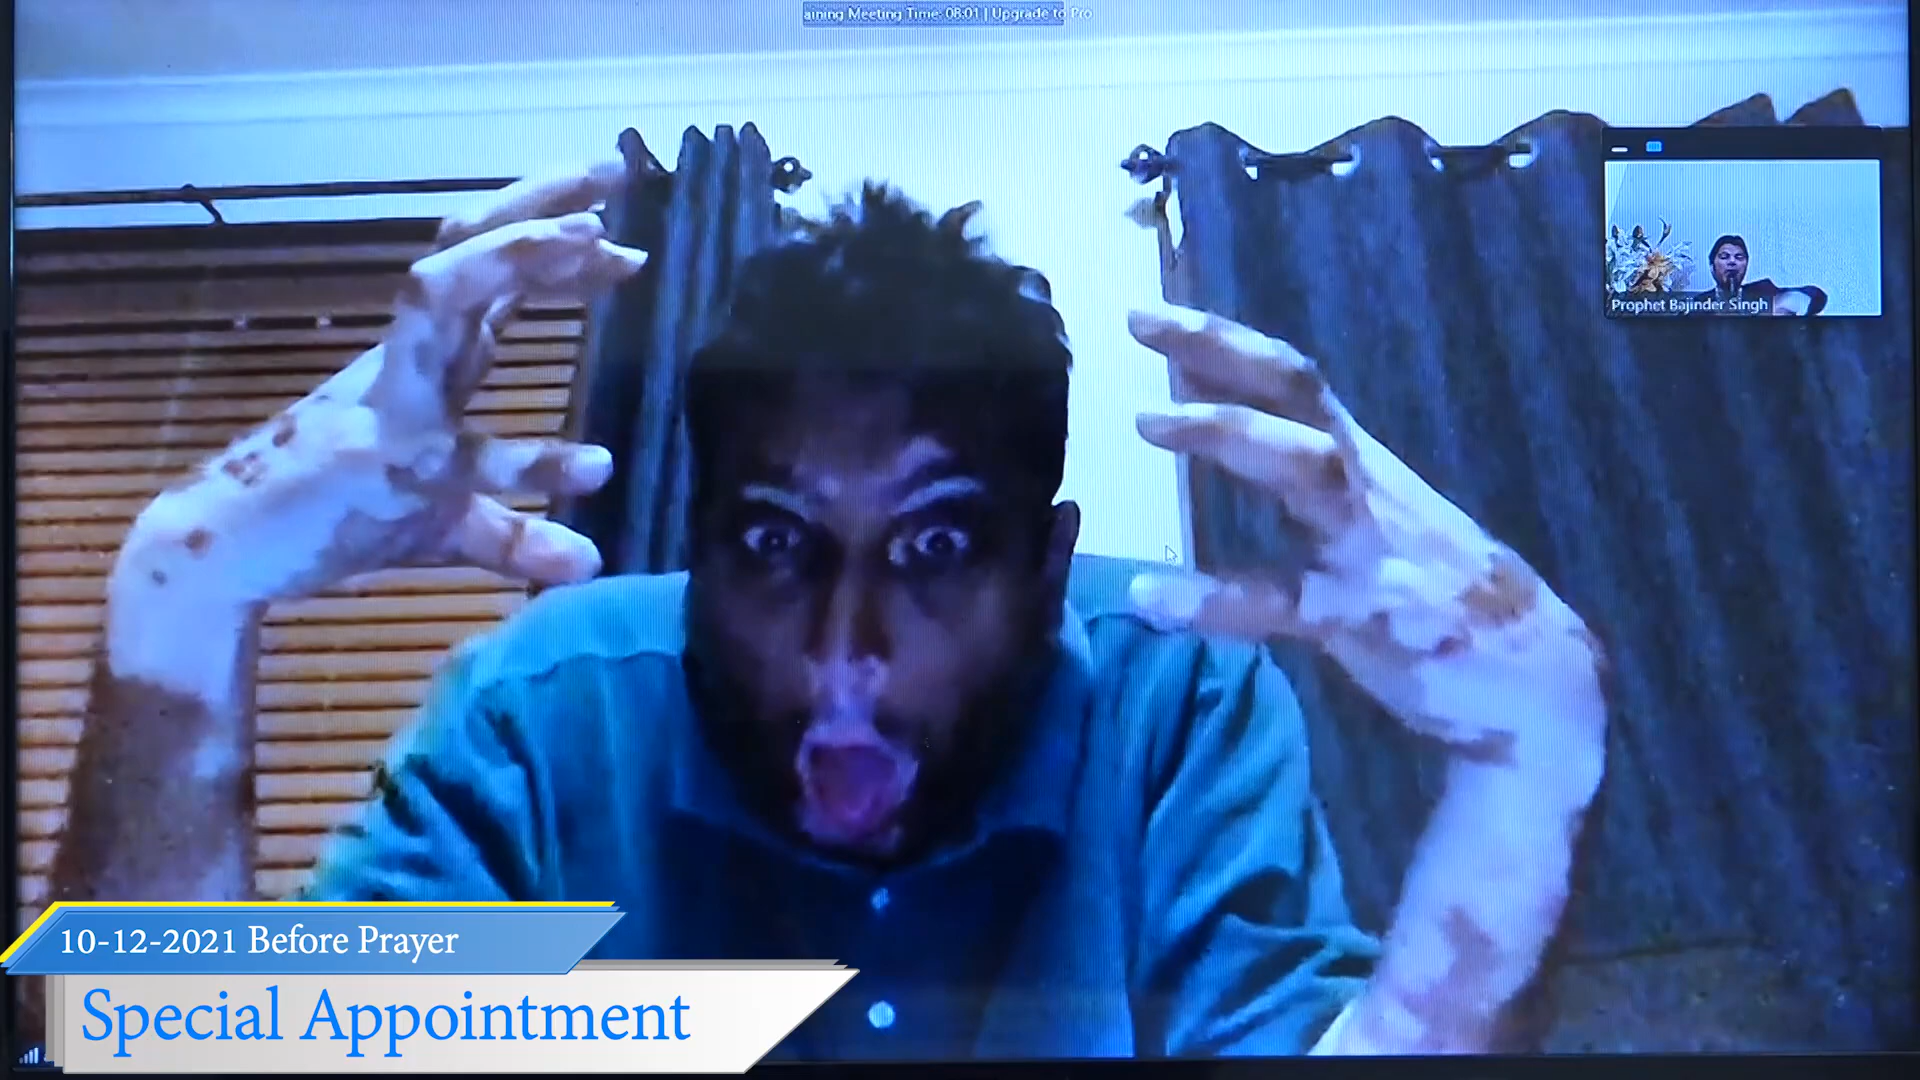 aining Meeting Time: 08:01 | Upgrade to Pro
Prophet Bajinder Singh
10-12-2021 Before Prayer
Special Appointment